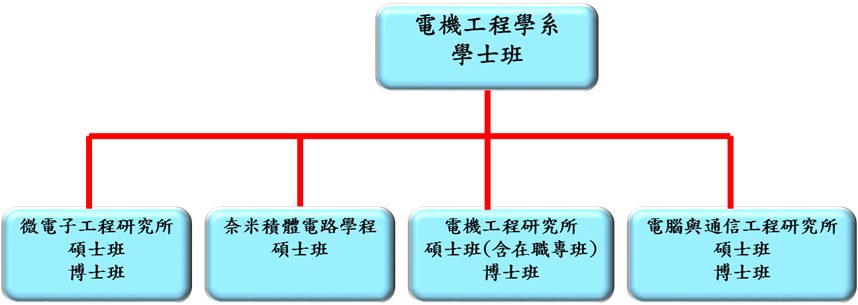 電機工程學系
學士班
微電子工程研究所
碩士班
博士班
奈米積體電路學程
碩士班
電機工程研究所
碩士班(含在職專班)
博士班
電腦與通信工程研究所
碩士班
博士班